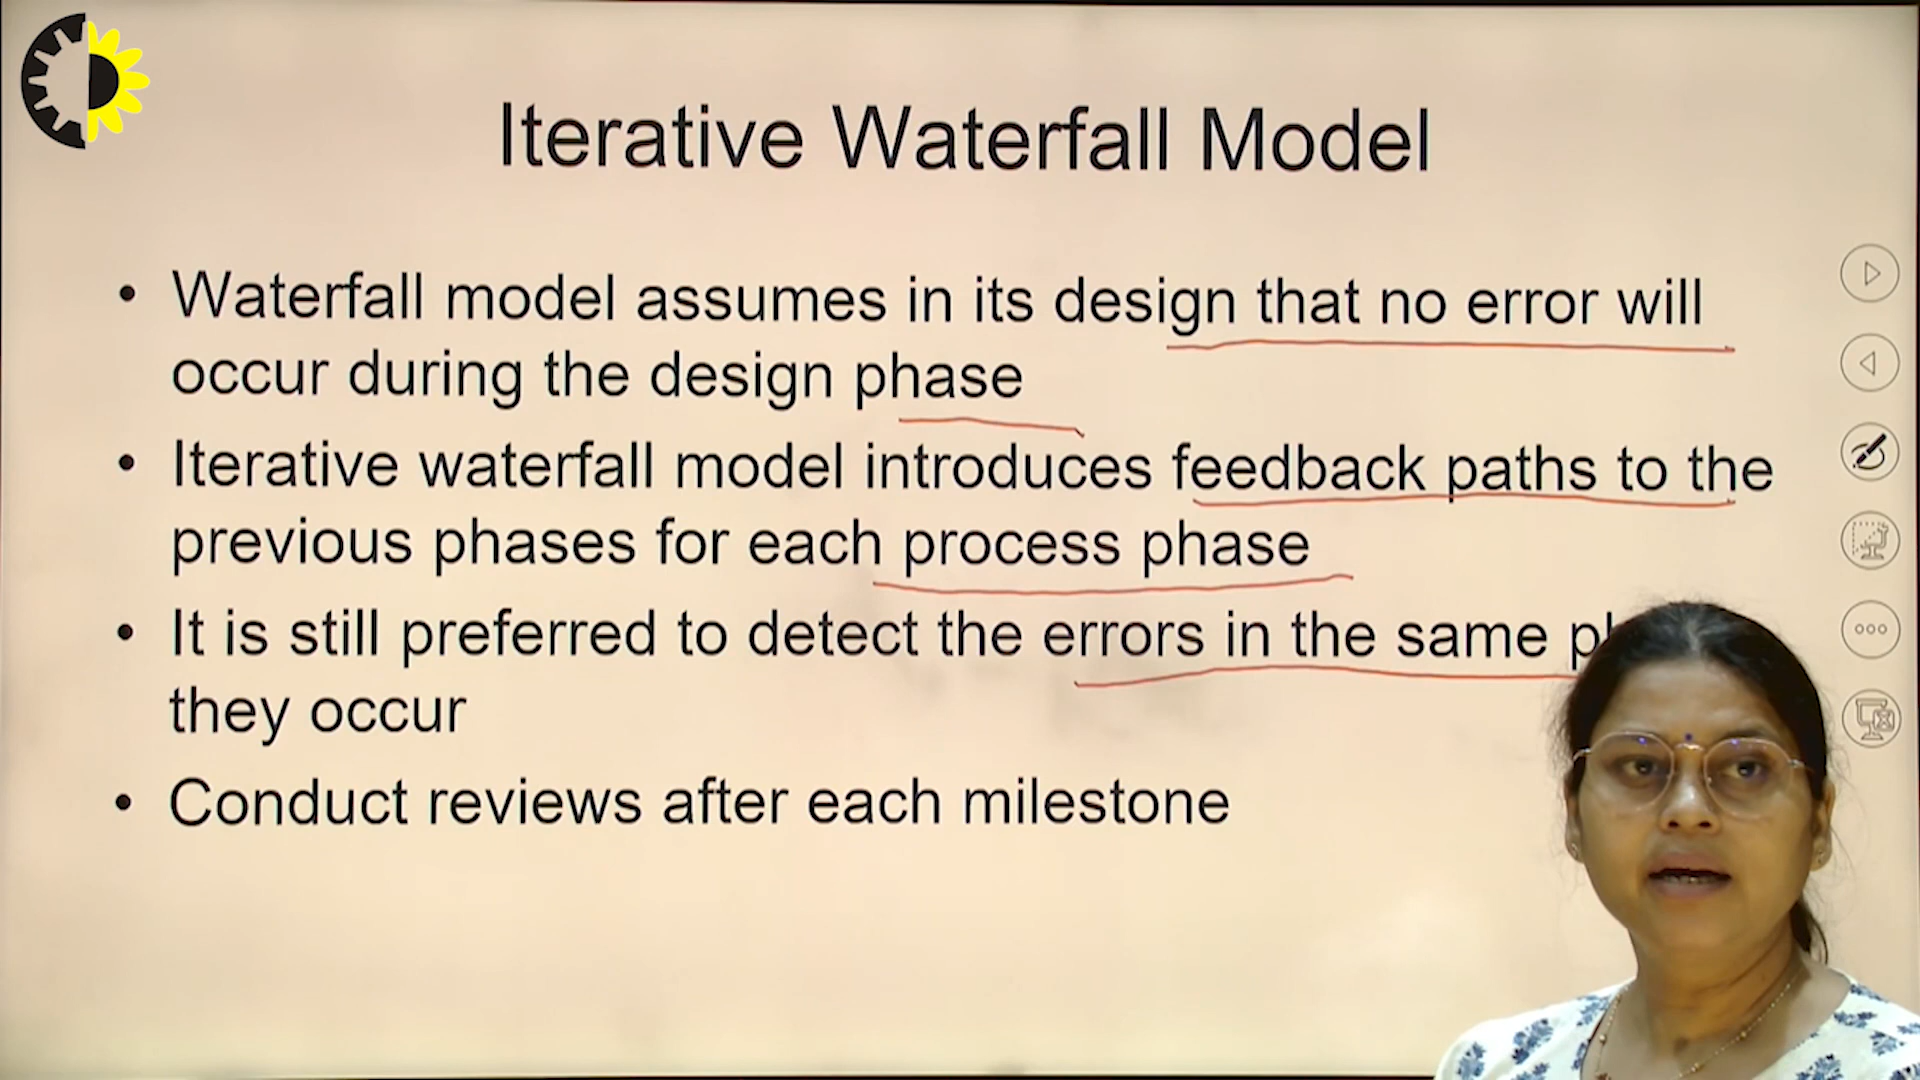 Iterative Waterfall Model
• Waterfall model assumes in its design that no error will
occur during the design phase
• Iterative waterfall model introduces feedback paths to the
previous phases for each process phase
• It is still preferred to detect the errors in the same
they occur
• Conduct reviews after each milestone